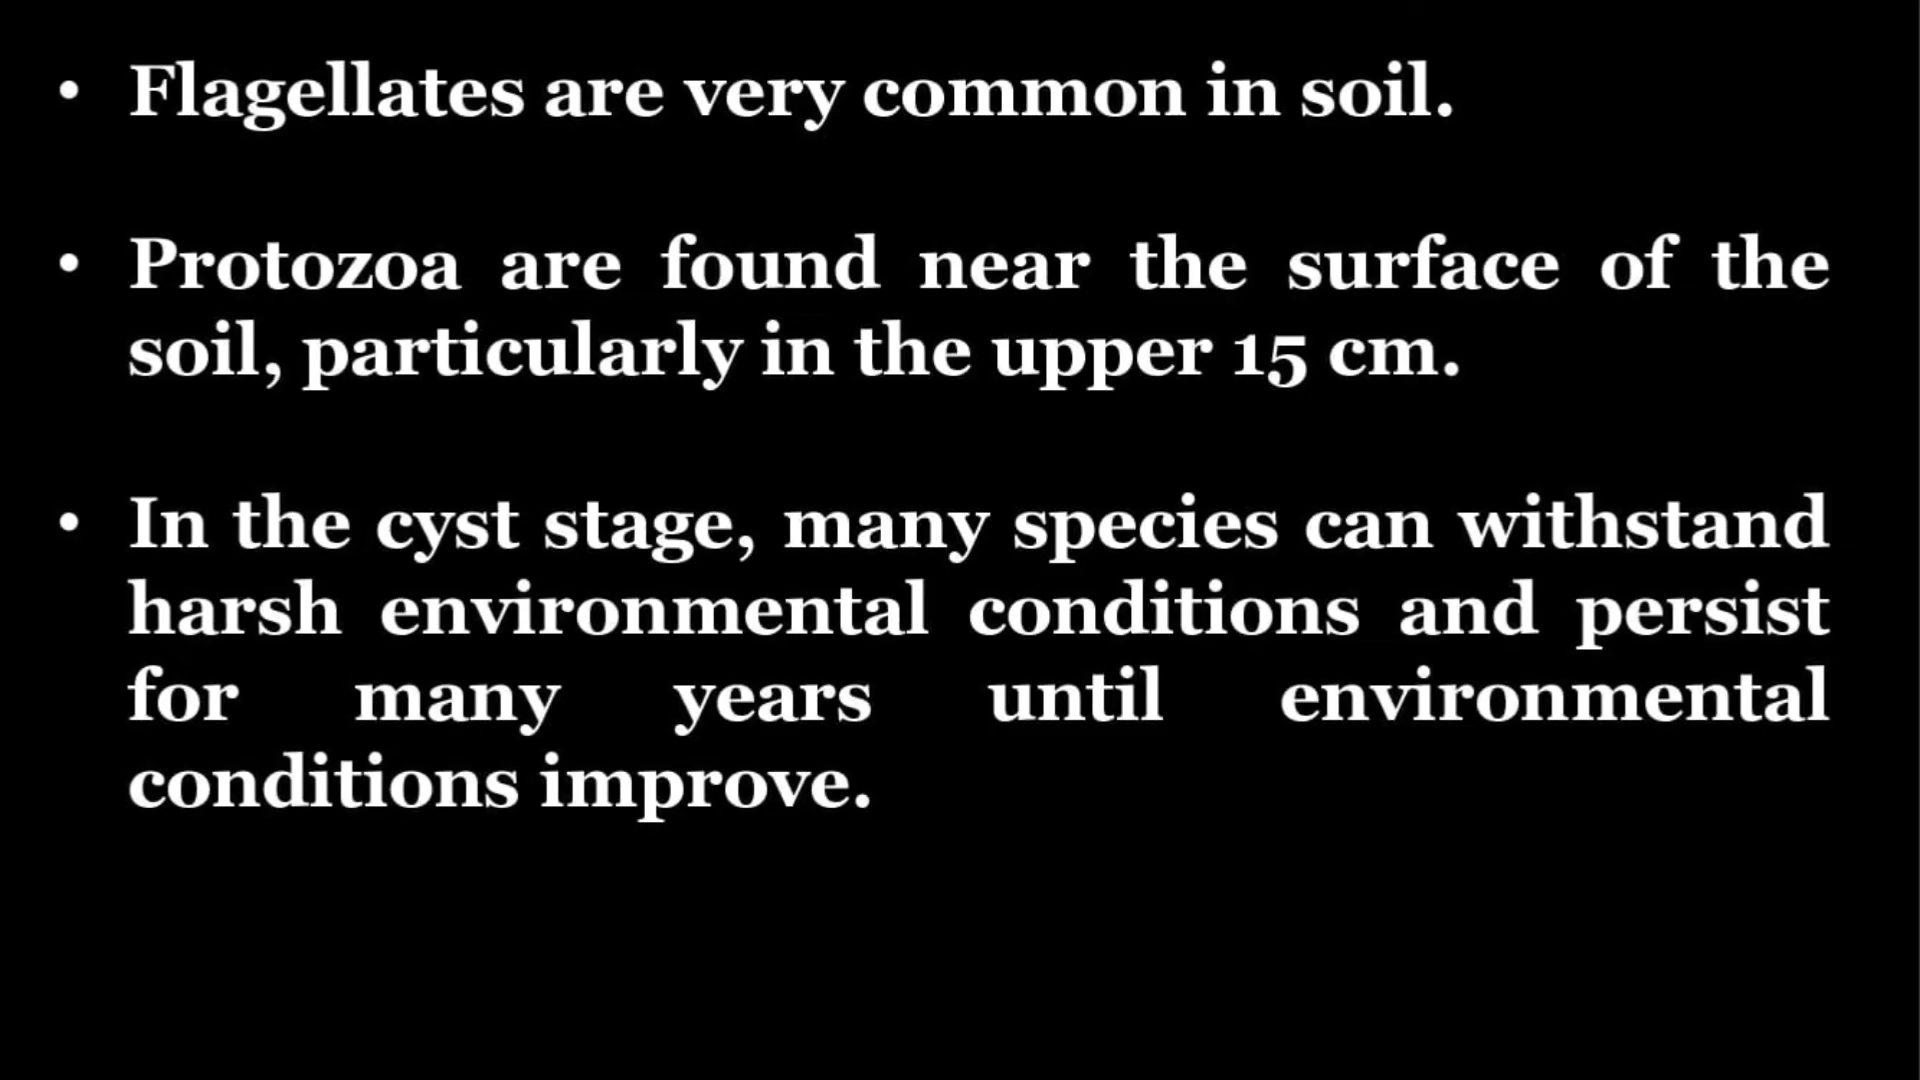 • Flagellates are very common in soil.
• Protozoa are found near the surface of the
soil, particularly in the upper 15 cm.
• In the cyst stage, many species can withstand
harsh environmental conditions and persist
for many years until environmental
conditions improve.